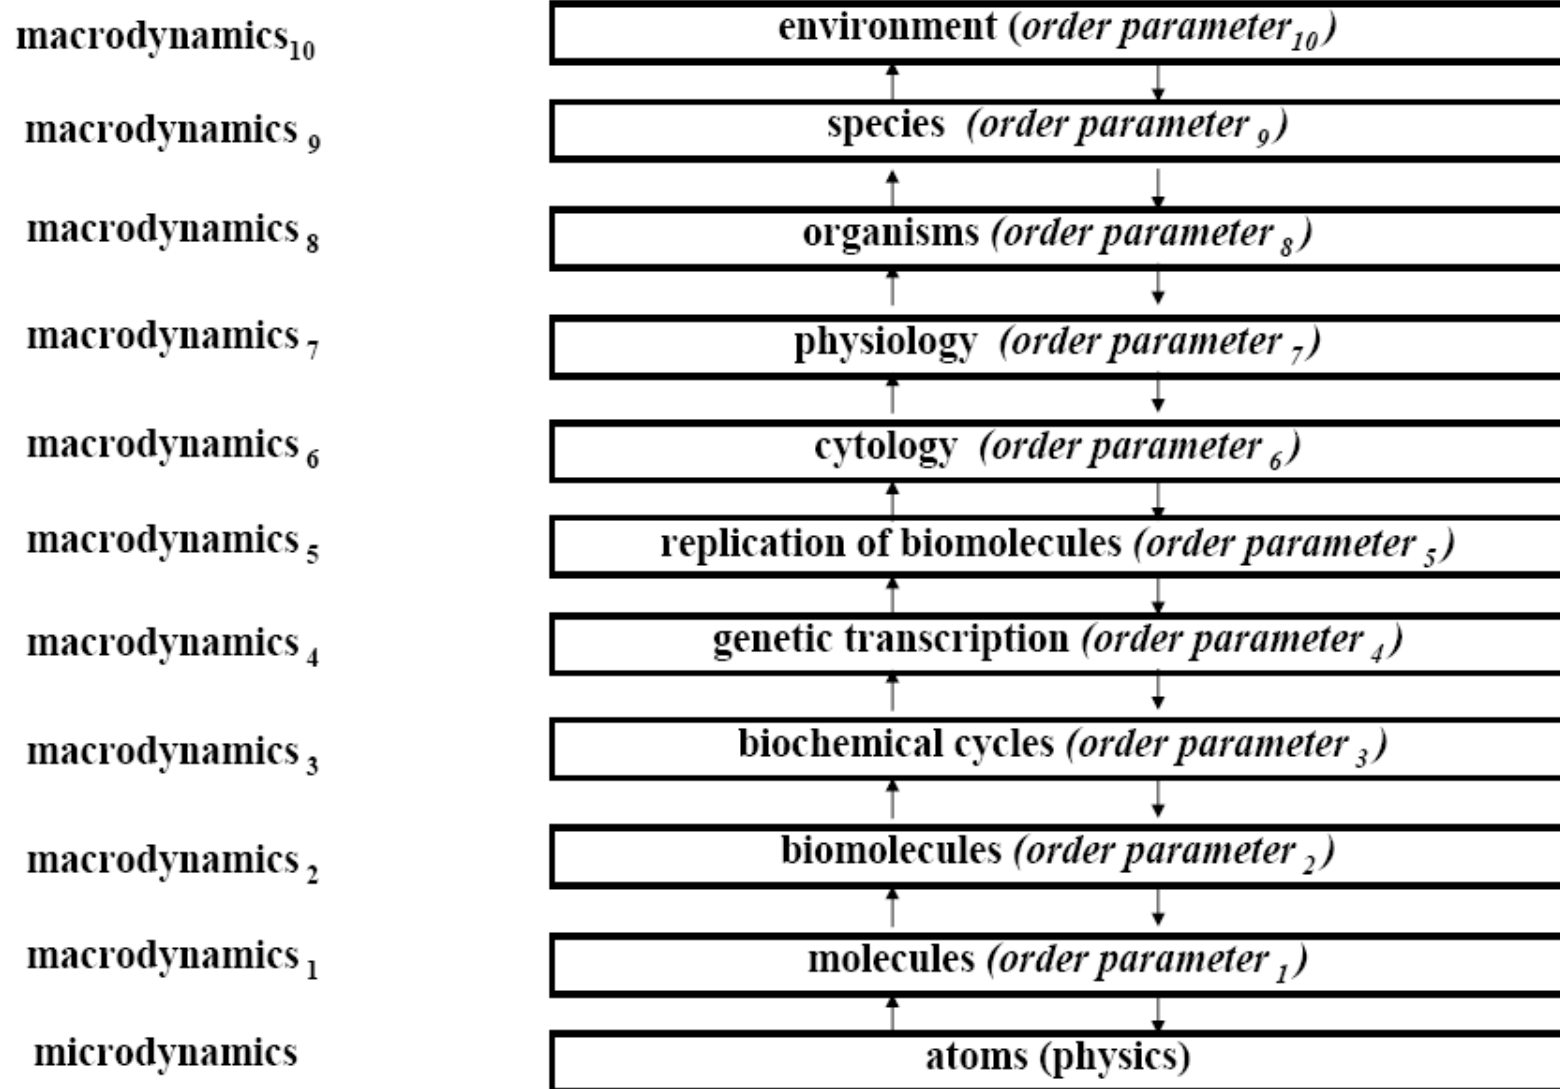 macrodynamics₁₀ environment (order parameter₁₀)
macrodynamics ₉ species (order parameter ₉)
macrodynamics ₈ organisms (order parameter ₈)
macrodynamics ₇ physiology (order parameter ₇)
macrodynamics ₆ cytology (order parameter ₆)
macrodynamics ₅ replication of biomolecules (order parameter ₅)
macrodynamics ₄ genetic transcription (order parameter ₄)
macrodynamics ₃ biochemical cycles (order parameter ₃)
macrodynamics ₂ biomolecules (order parameter ₂)
macrodynamics ₁ molecules (order parameter ₁)
microdynamics atoms (physics)